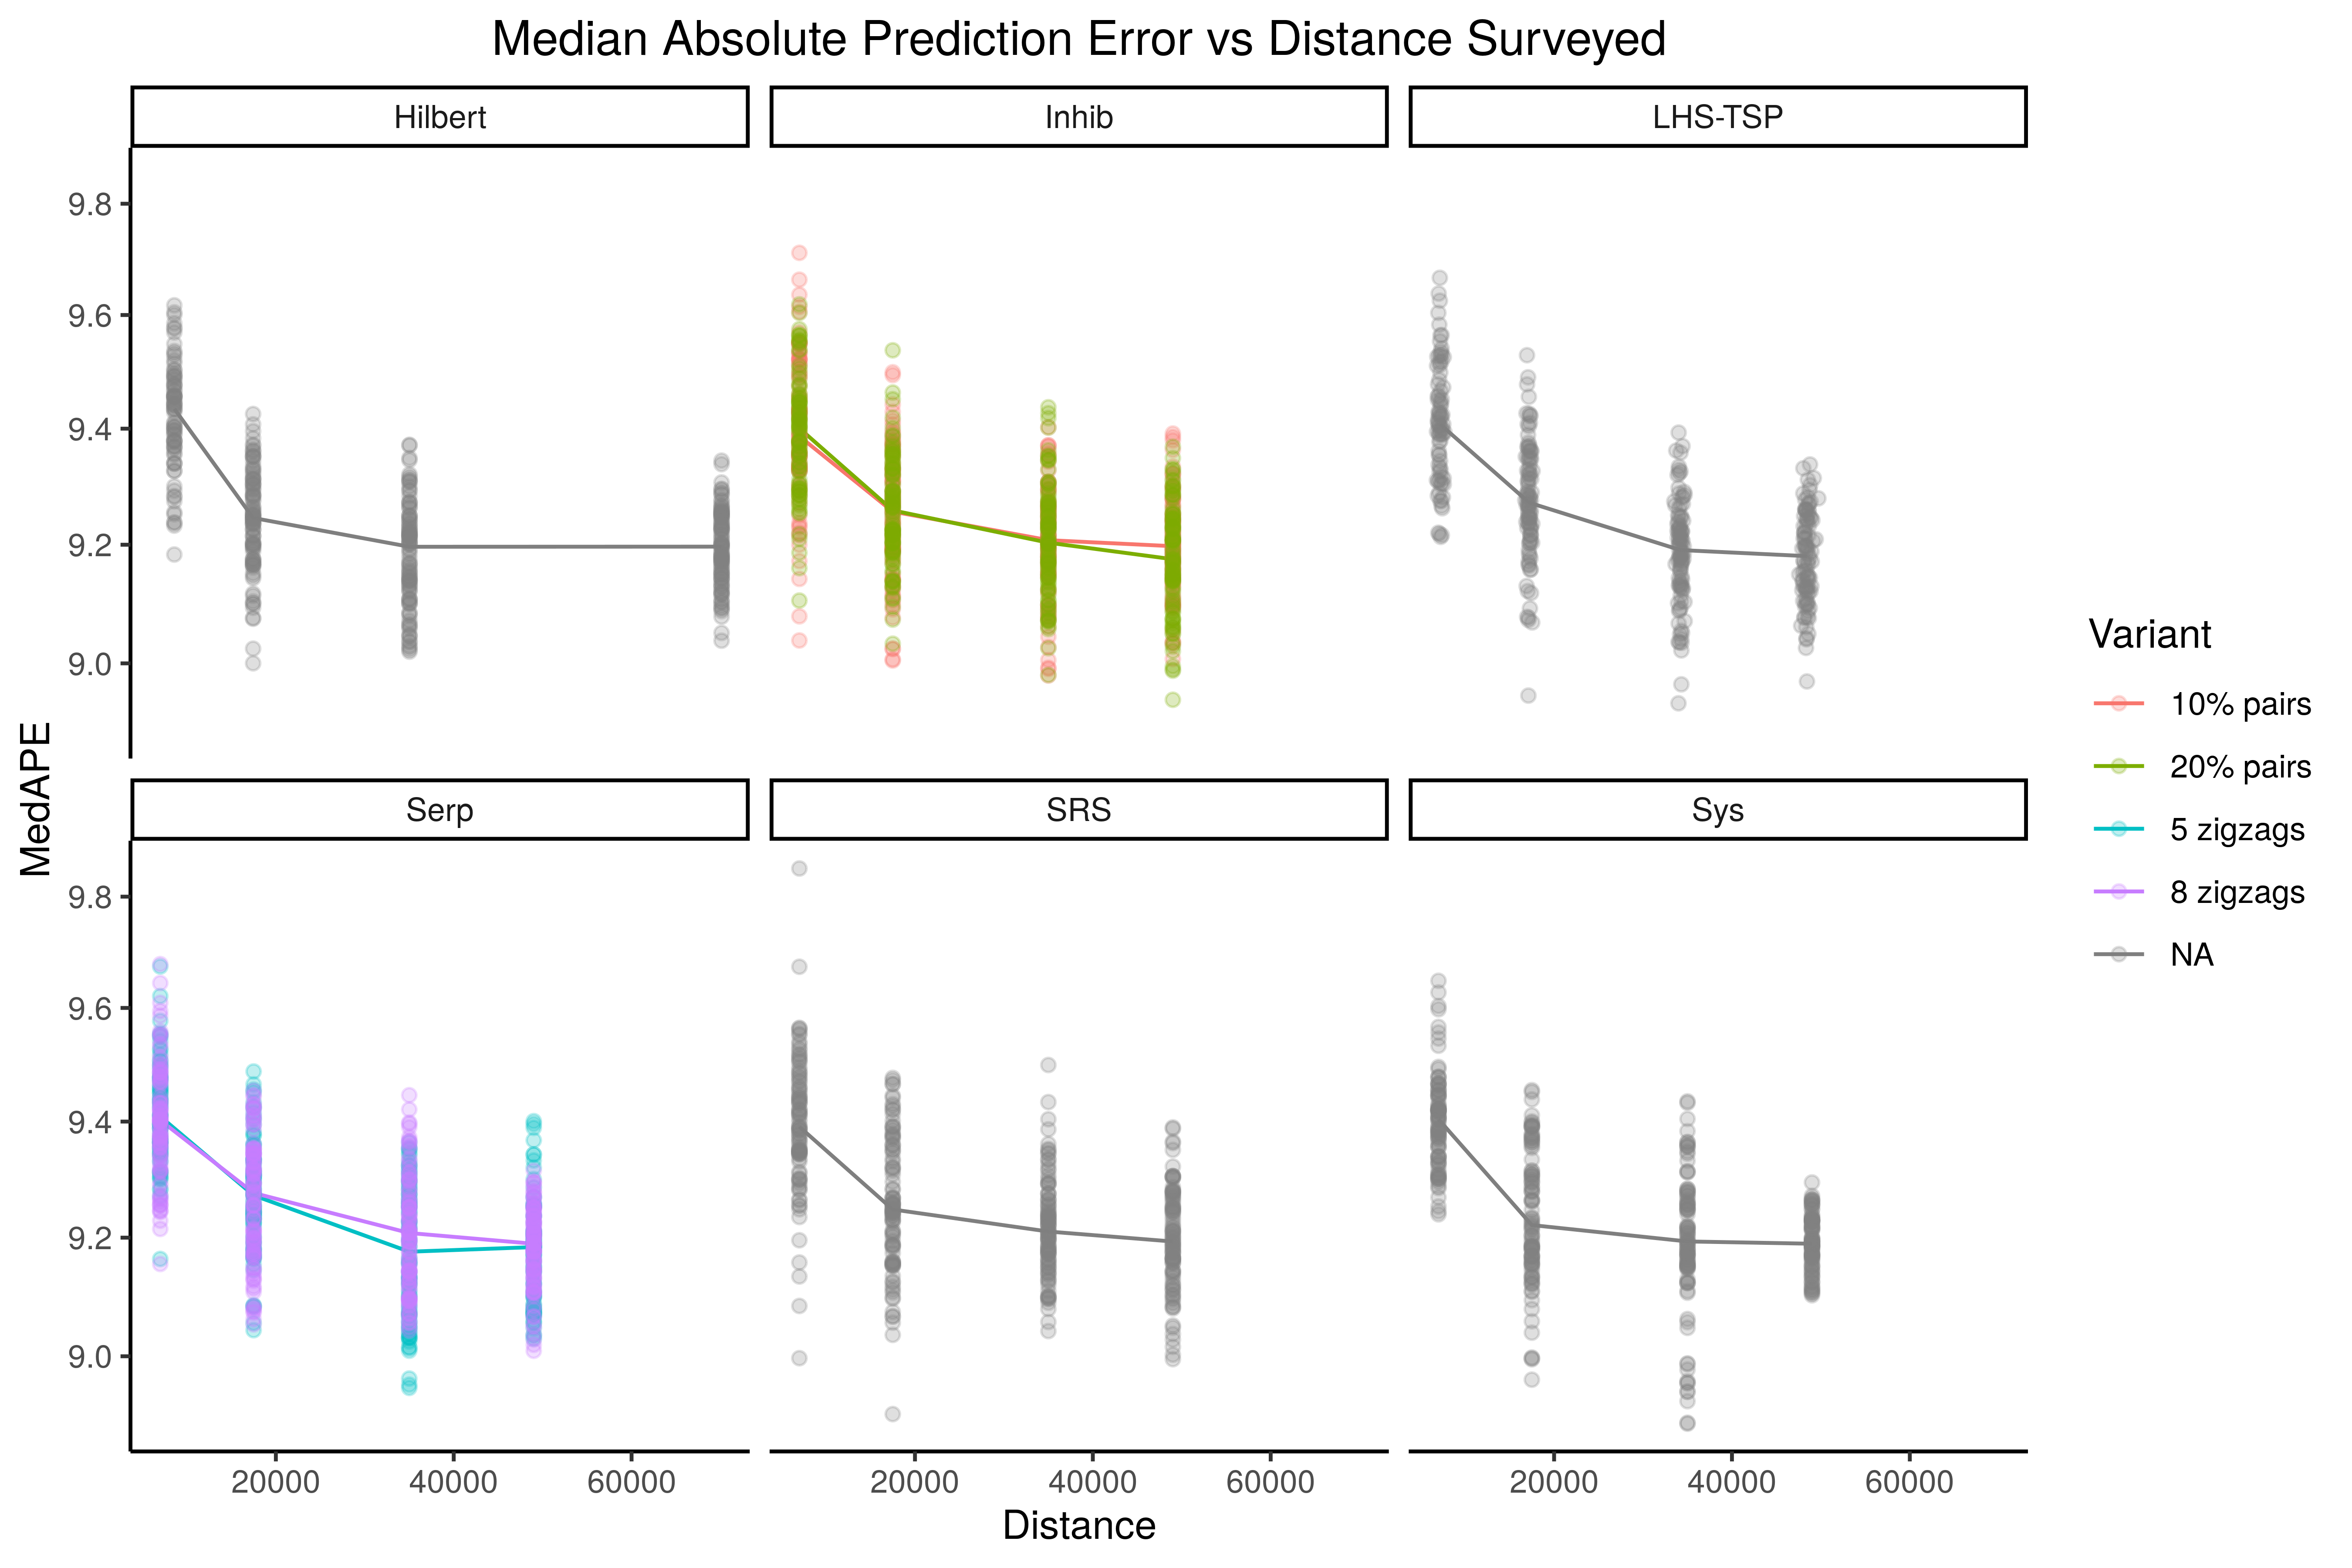 Median Absolute Prediction Error vs Distance Surveyed
Hilbert
Inhib
LHS-TSP
9.8
9.6
9.4
9.2
9.0
MedAPE
Serp
SRS
Sys
9.8
9.6
9.4
9.2
9.0
20000 40000 60000
20000 40000 60000
20000 40000 60000
Distance
Variant
10% pairs
20% pairs
5 zigzags
8 zigzags
NA